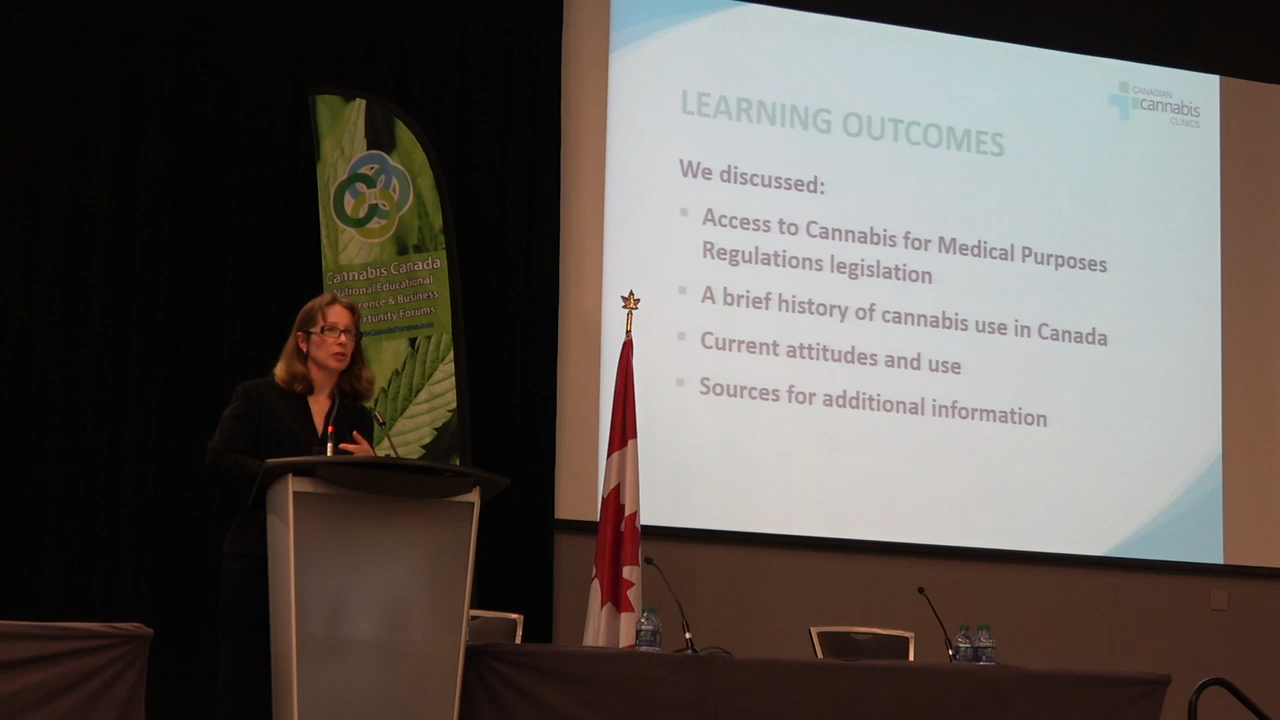 CANADIAN
cannabis
CLINICS
LEARNING OUTCOMES
We discussed:
Access to Cannabis for Medical Purposes
Regulations legislation
A brief history of cannabis use in Canada
Current attitudes and use
Sources for additional information
Cannabis Canada
National Educational
& Business
Forums